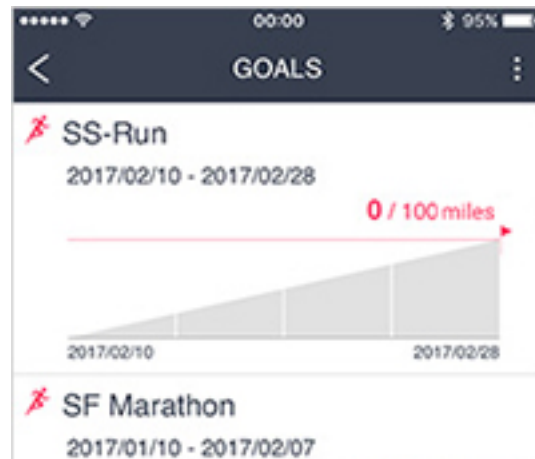 00:00 95%
GOALS
SS-Run
2017/02/10 - 2017/02/28
0 / 100 miles
2017/02/10 2017/02/28
SF Marathon
2017/01/10 - 2017/02/07